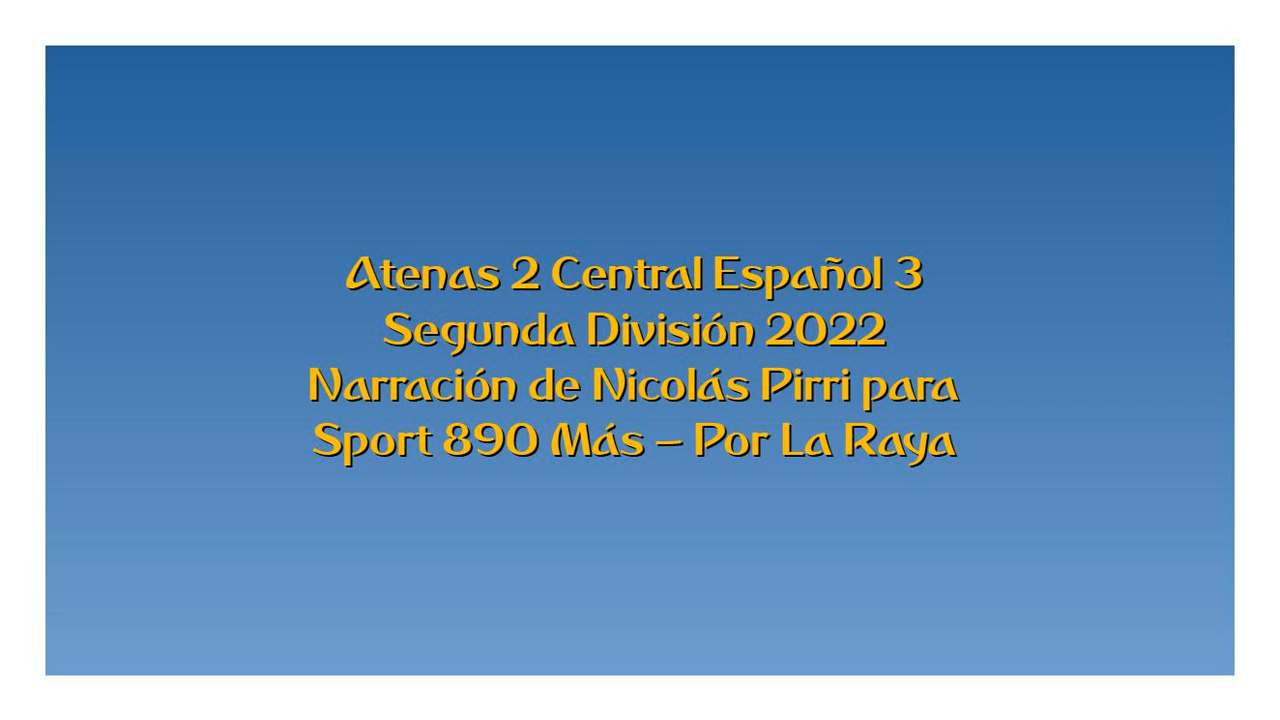 Atenas 2 Central Español 3
Segunda División 2022
Narración de Nicolás Pirri para
Sport 890 Más – Por La Raya